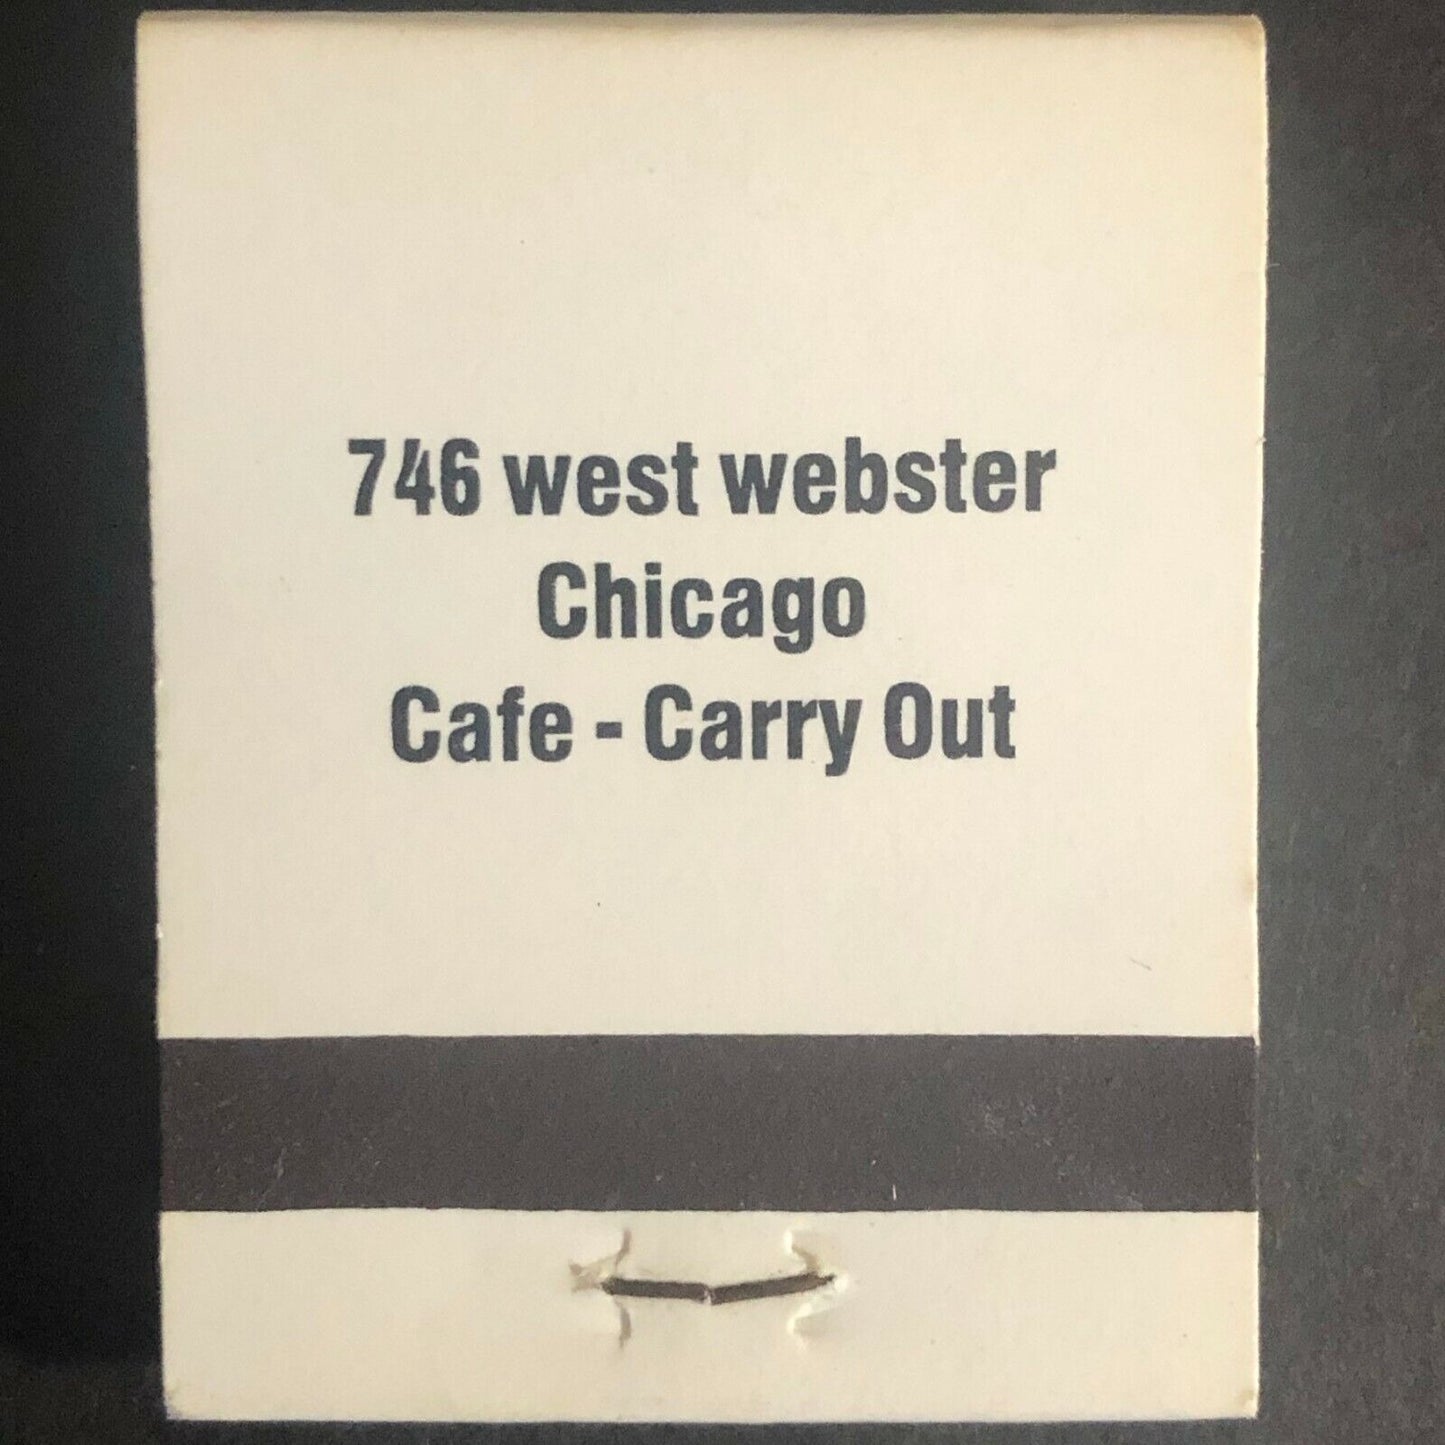 746 west webster
Chicago
Cafe - Carry Out